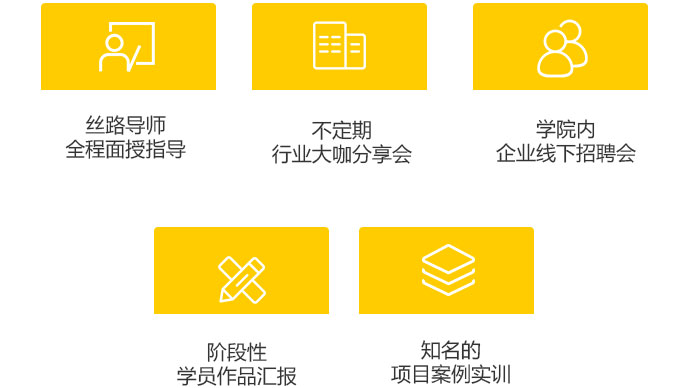 丝路导师
全程面授指导
不定期
行业大咖分享会
学院内
企业线下招聘会
阶段性
学员作品汇报
知名的
项目案例实训